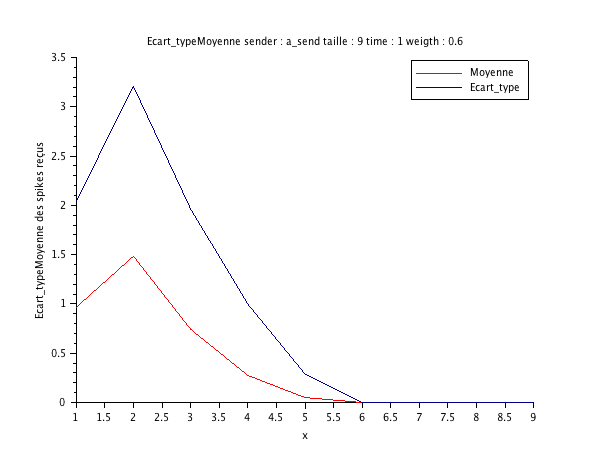 Ecart_typeMoyenne sender : a_send taille : 9 time : 1 weigth : 0.6
Moyenne
Ecart_type
Ecart_typeMoyenne des spikes reçus
3.5
3
2.5
2
1.5
1
0.5
0
1 1.5 2 2.5 3 3.5 4 4.5 5 5.5 6 6.5 7 7.5 8 8.5 9
x